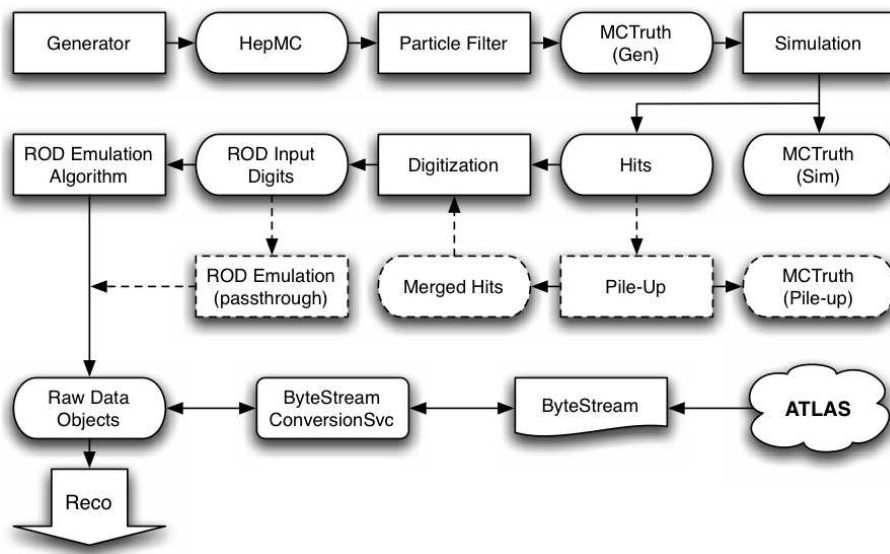 Generator
HepMC
Particle Filter
MCTruth
(Gen)
Simulation
ROD Emulation
Algorithm
ROD Input
Digits
Digitization
Hits
MCTruth
(Sim)
ROD Emulation
(passthrough)
Merged Hits
Pile-Up
MCTruth
(Pile-up)
Raw Data
Objects
ByteStream
ConversionSvc
ByteStream
ATLAS
Reco